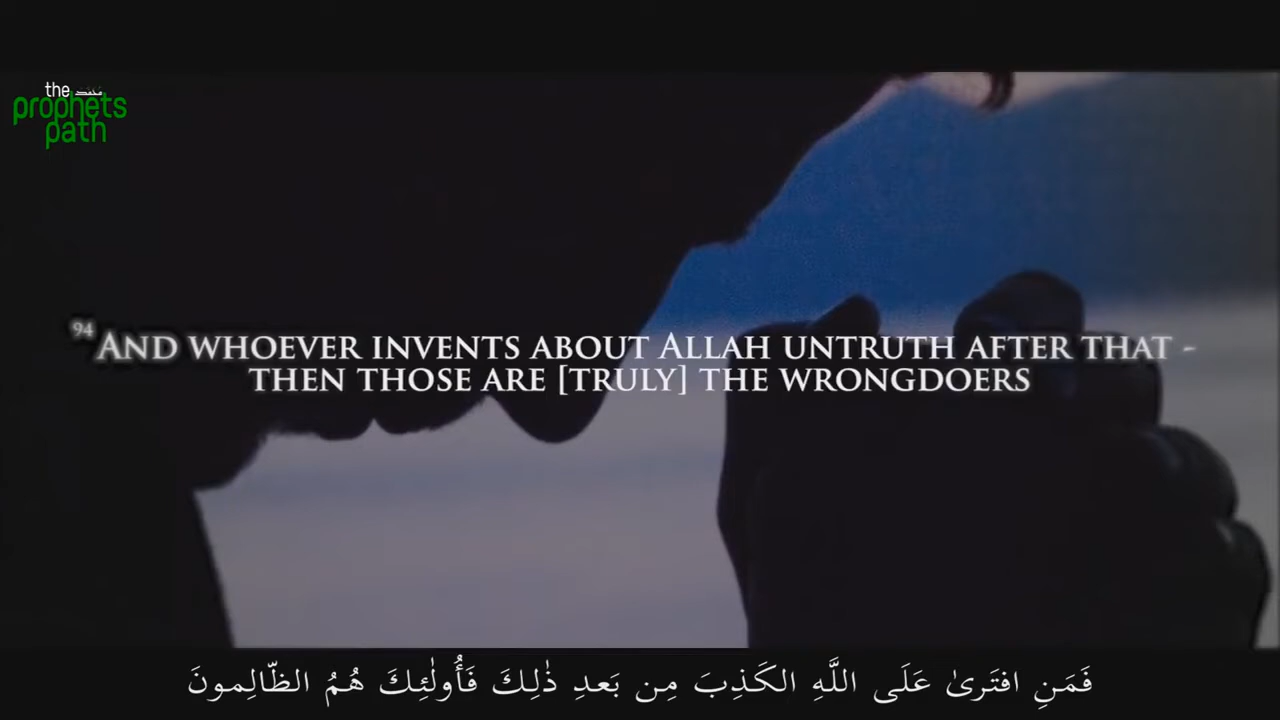 the محمد
prophets
path
94 And whoever invents about Allah untruth after that -
then those are [truly] the wrongdoers
فَمَنِ افتَرىٰ عَلَى اللَّهِ الكَذِبَ مِن بَعدِ ذٰلِكَ فَأُولٰئِكَ هُمُ الظّالِمونَ